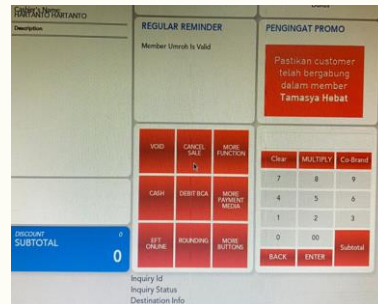 Cashier's Name:
HARTANTO HARTANTO
Description
REGULAR REMINDER
Member Umroh Is Valid
PENGINGAT PROMO
Pastikan customer
telah bergabung
dalam member
Tamasya Hebat
VOID
CANCEL
SALE
MORE
FUNCTION
CASH
DEBIT BCA
MORE
PAYMENT
MEDIA
EFT
ONLINE
ROUNDING
MORE
BUTTONS
Clear
MULTIPLY
Co-Brand
7
8
9
4
5
6
1
2
3
0
00
Subtotal
BACK
ENTER
DISCOUNT
0
SUBTOTAL
0
Inquiry Id
Inquiry Status
Destination Info